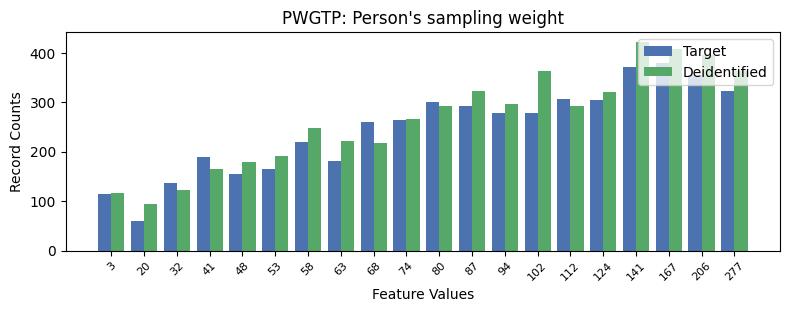 PWGTP: Person's sampling weight
Record Counts
400
300
200
100
0
Target
Deidentified
3 20 32 41 48 53 58 63 68 74 80 87 94 102 112 124 141 167 206 277
Feature Values